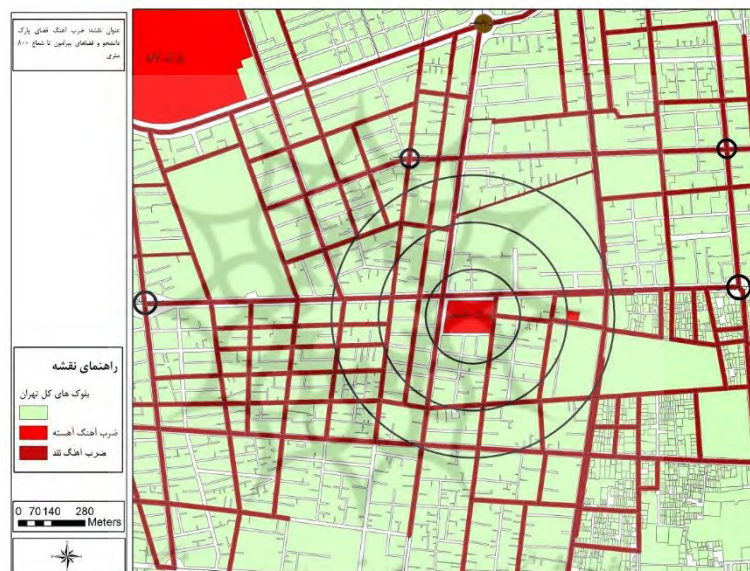 عنوان نقشه: ضرب آهنگ فضای پارک
دانشجو و فضاهای پیرامون تا شعاع ۸۰۰
متری
راهنمای نقشه
بلوک های کل تهران
ضرب آهنگ آهسته
ضرب آهنگ تند
0 70 140 280
Meters